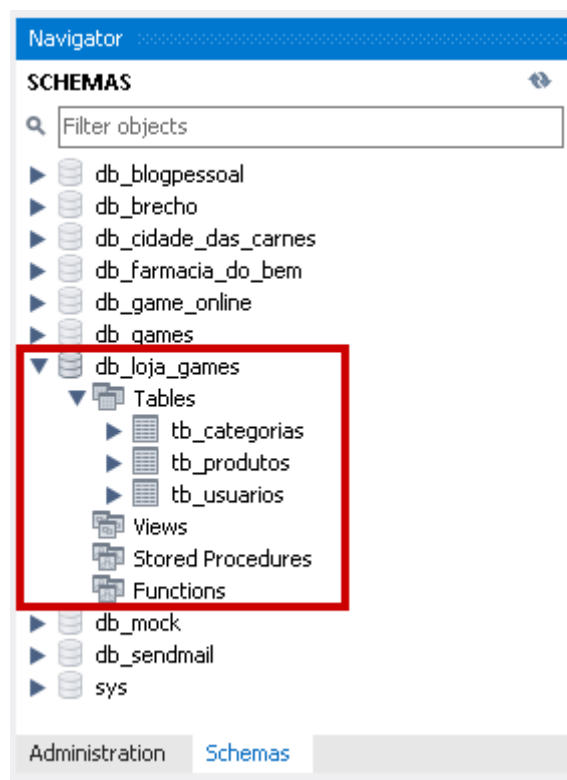 Navigator
SCHEMAS
Filter objects
db_blogpessoal
db_brecho
db_cidade_das_carnes
db_farmacia_do_bem
db_game_online
db_games
db_loja_games
Tables
tb_categorias
tb_produtos
tb_usuarios
Views
Stored Procedures
Functions
db_mock
db_sendmail
sys
Administration Schemas